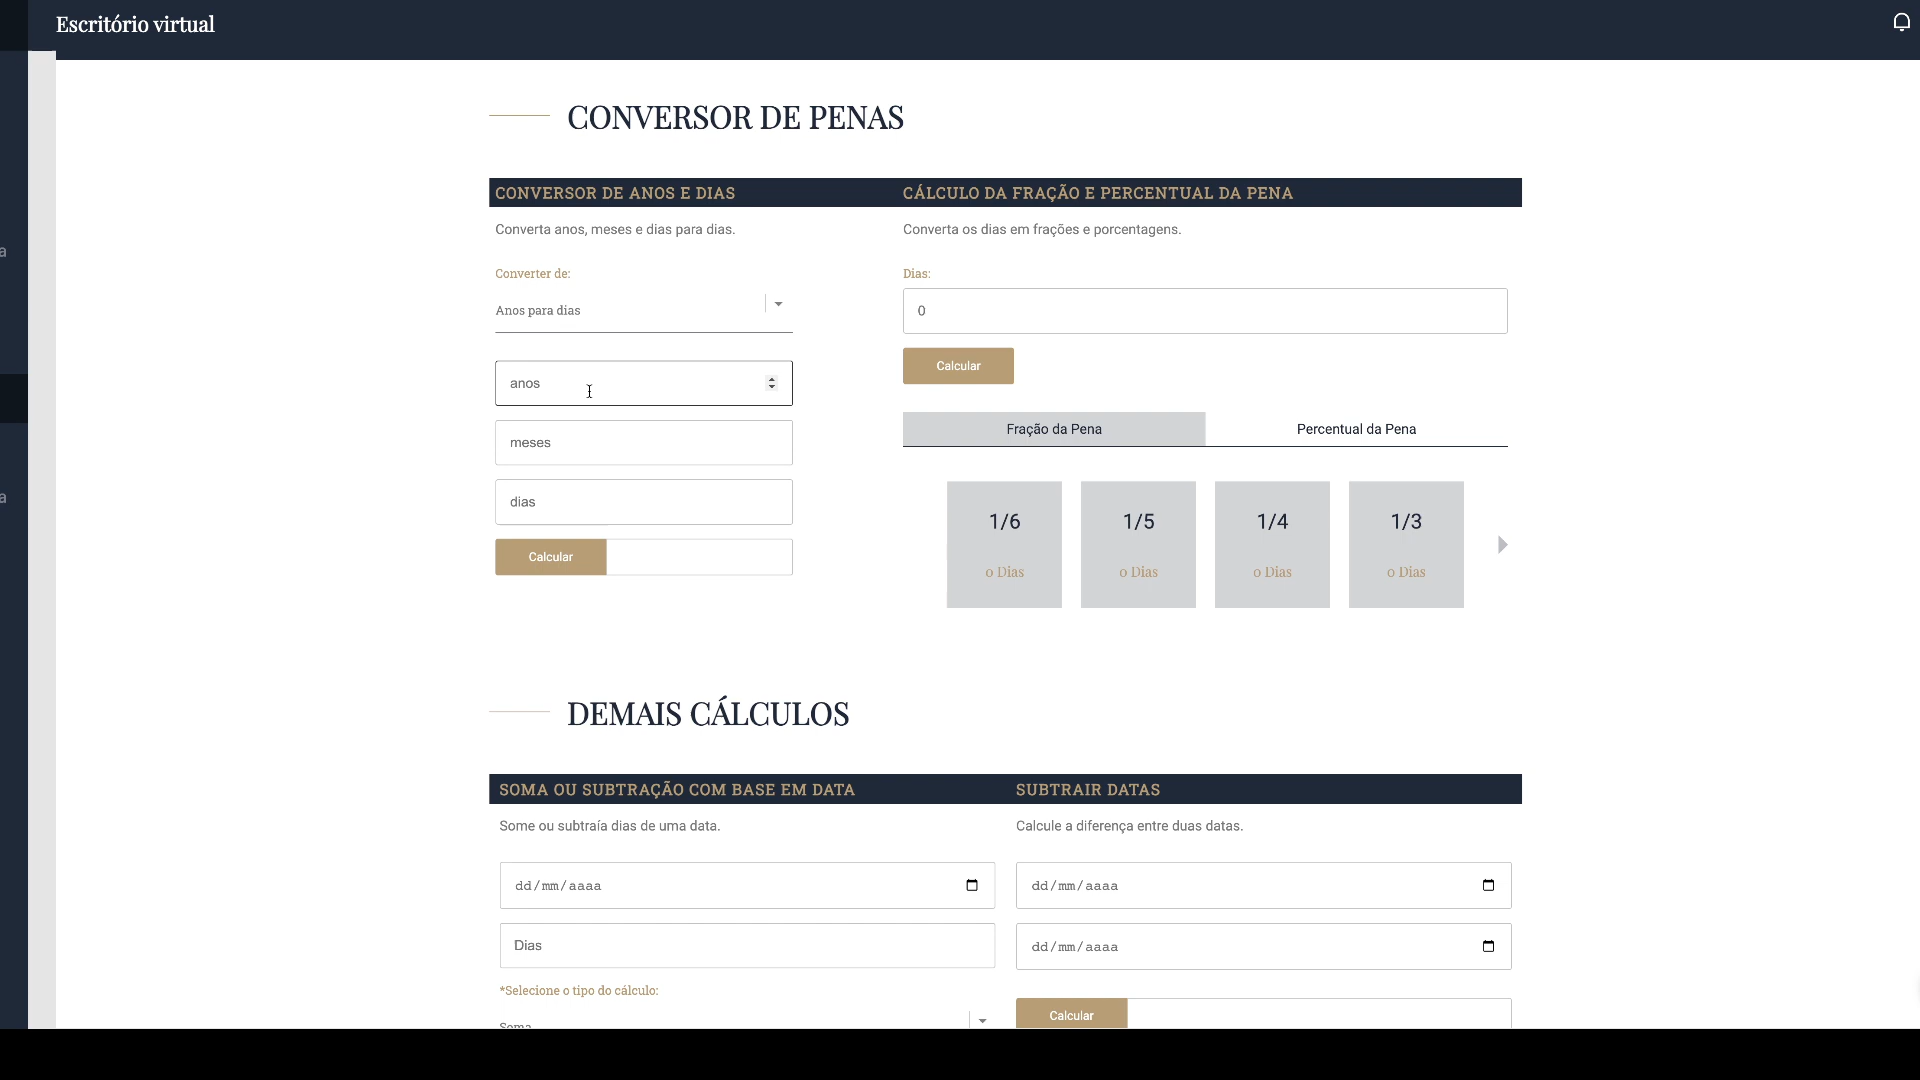 Escritório virtual
CONVERSOR DE PENAS
CONVERSOR DE ANOS E DIAS
CÁLCULO DA FRAÇÃO E PERCENTUAL DA PENA
Converta anos, meses e dias para dias.
Converta os dias em frações e porcentagens.
Converter de:
Dias:
Anos para dias
0
Calcular
anos
meses
dias
Calcular
Fração da Pena
Percentual da Pena
1/6
1/5
1/4
1/3
0 Dias
0 Dias
0 Dias
0 Dias
DEMAIS CÁLCULOS
SOMA OU SUBTRAÇÃO COM BASE EM DATA
SUBTRAIR DATAS
Some ou subtraía dias de uma data.
Calcule a diferença entre duas datas.
dd/mm/aaaa
dd/mm/aaaa
Dias
dd/mm/aaaa
*Selecione o tipo do cálculo:
Soma
Calcular
a
a